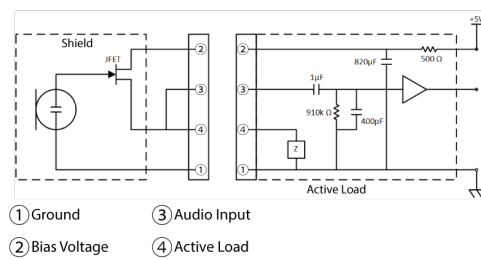 +5V
Shield
JFET
②
②
500 Ω
820µF
1µF
③
③
910k Ω
400pF
④
④
Z
①
①
Active Load
① Ground
③ Audio Input
② Bias Voltage
④ Active Load